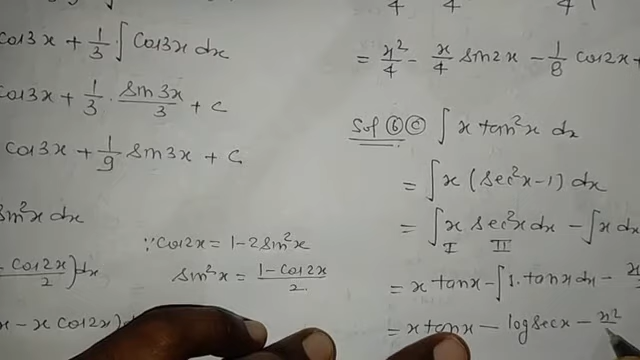 cos3x + 1/3 ∫ cos3x dx
cos3x + 1/3 · sin3x/3 + c
cos3x + 1/9 sin3x + c
sin²x dx
- cos2x/2) dx
x - x cos2x)
∵ cos2x = 1 - 2sin²x
sin²x = 1 - cos2x/2
4 4 4
= x²/4 - x/4 sin2x - 1/8 cos2x +
Sol ⑥ ⓒ ∫ x tan²x dx
= ∫ x (sec²x - 1) dx
= ∫ x sec²x dx - ∫ x dx
I II
= x tanx - ∫ 1. tanx dx - x
= x tanx - log secx - x²